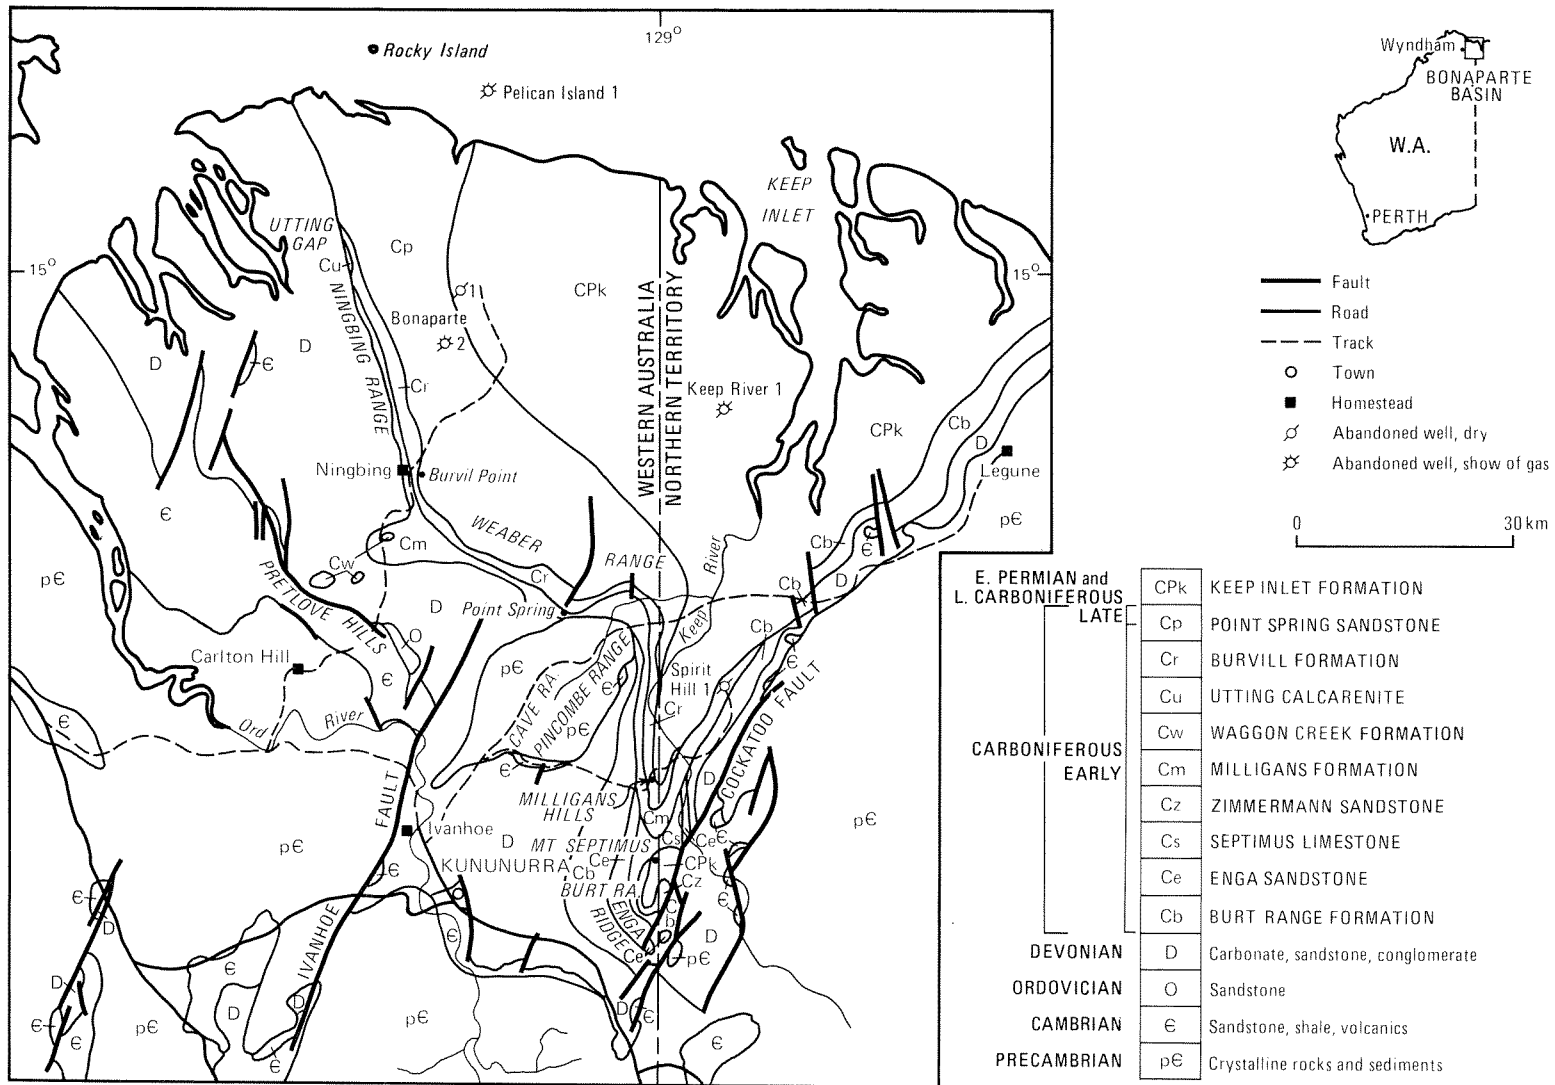 129°
Rocky Island
Pelican Island 1
KEEP
INLET
UTTING
GAP
Cp
Cu
15°
15°
NINGBING RANGE
1
Bonaparte
2
CPk
WESTERN AUSTRALIA
NORTHERN TERRITORY
D
D
Є
Cr
Keep River 1
CPk
Cb
D
Legune
Ningbing
Burvil Point
Є
pЄ
WEABER
RANGE
River
Keep
Cb
Є
pЄ
Cm
Cw
Cr
D
Cb
pЄ
PRETLOVE HILLS
D
Point Spring
O
Cb
Carlton Hill
pЄ
CAVE RA.
PINCOMBE RANGE
Є
pЄ
Spirit
Hill 1
Є
Є
Cr
COCKATOO FAULT
Є
Ord
River
Є
D
MILLIGANS
HILLS
Cm
FAULT
Ivanhoe
D
MT SEPTIMUS
Cs
Ce
Є
pЄ
pЄ
KUNUNURRA
Ce
Cb
CPk
Cz
BURT RA.
Є
Є
D
ENGA
RIDGE
C
b
Є
D
Є
Ce
pЄ
IVANHOE
Є
D
D
D
Є
Є
pЄ
D
Є
pЄ
D
Є
Є
Wyndham
BONAPARTE
BASIN
W.A.
PERTH
Fault
Road
Track
Town
Homestead
Abandoned well, dry
Abandoned well, show of gas
0 30 km
E. PERMIAN and
L. CARBONIFEROUS
CPk KEEP INLET FORMATION
LATE Cp POINT SPRING SANDSTONE
Cr BURVILL FORMATION
Cu UTTING CALCARENITE
Cw WAGGON CREEK FORMATION
CARBONIFEROUS
EARLY
Cm MILLIGANS FORMATION
Cz ZIMMERMANN SANDSTONE
Cs SEPTIMUS LIMESTONE
Ce ENGA SANDSTONE
Cb BURT RANGE FORMATION
DEVONIAN D Carbonate, sandstone, conglomerate
ORDOVICIAN O Sandstone
CAMBRIAN Є Sandstone, shale, volcanics
PRECAMBRIAN pЄ Crystalline rocks and sediments